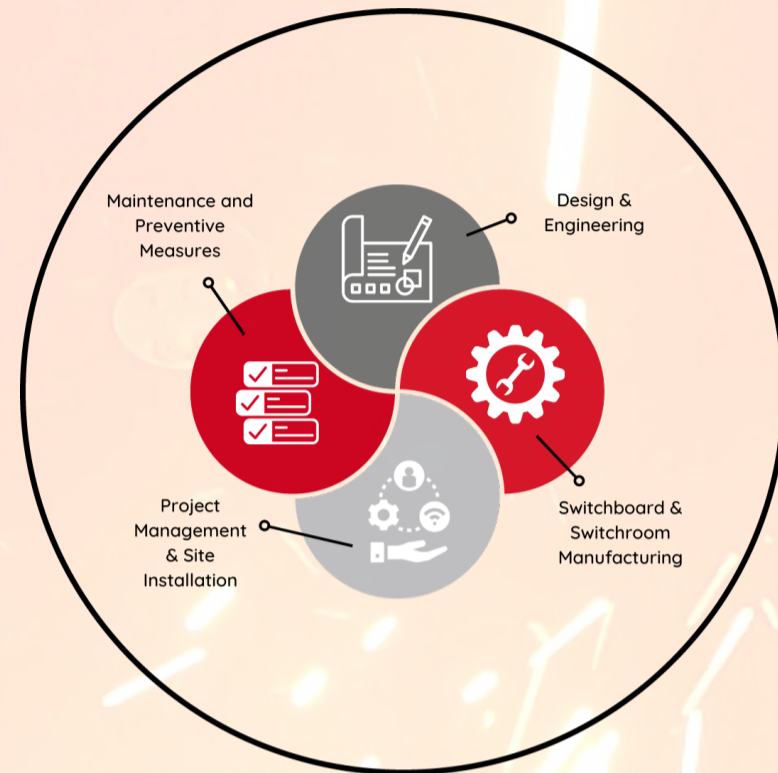 Maintenance and
Preventive
Measures
Design &
Engineering
Project
Management
& Site
Installation
Switchboard &
Switchroom
Manufacturing